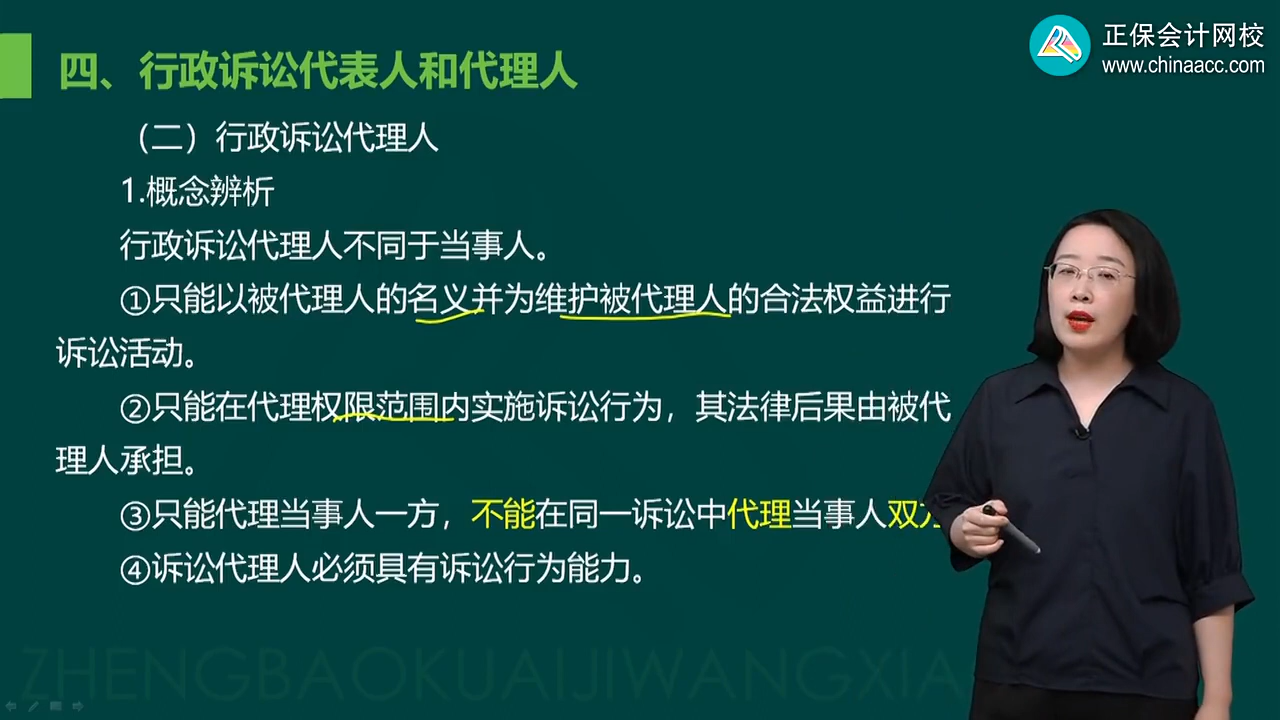 正保会计网校
www.chinaacc.com
四、行政诉讼代表人和代理人
（二）行政诉讼代理人
1.概念辨析
行政诉讼代理人不同于当事人。
①只能以被代理人的名义并为维护被代理人的合法权益进行
诉讼活动。
②只能在代理权限范围内实施诉讼行为，其法律后果由被代
理人承担。
③只能代理当事人一方，不能在同一诉讼中代理当事人双方
④诉讼代理人必须具有诉讼行为能力。
ZHENGBAOKUAIJIWANGXIA